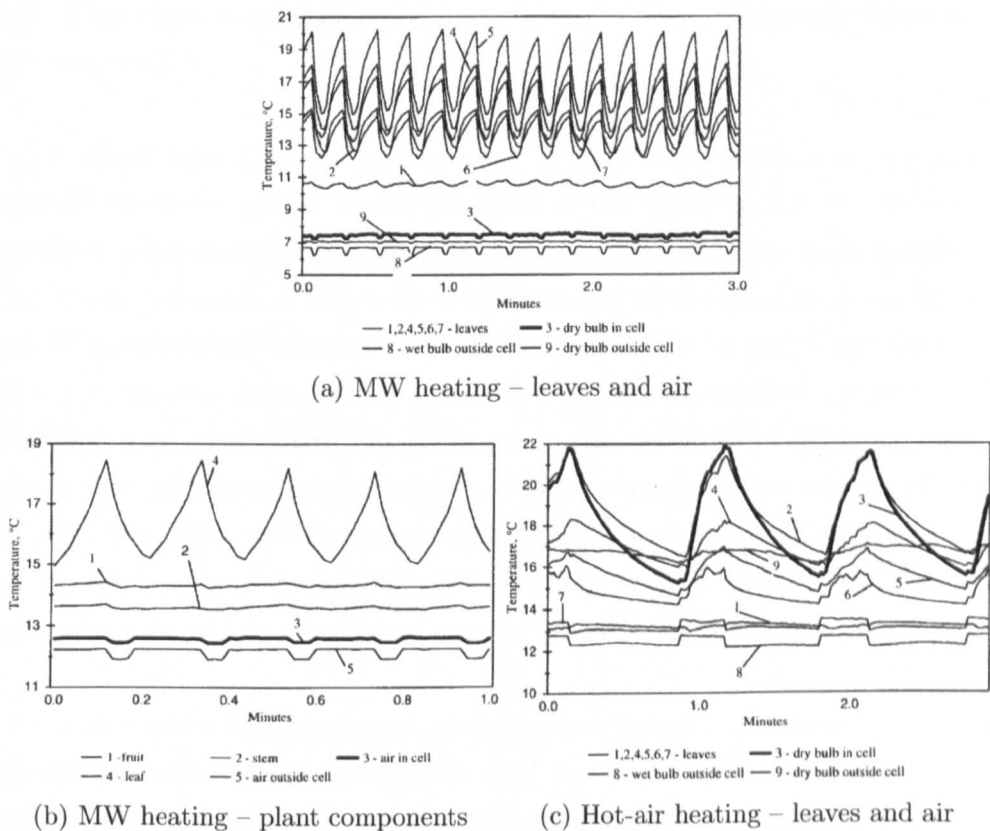 21
19
17
15
13
11
9
7
5
Temperature, °C
4 5
2 1 6 7
9 3
8
0.0 1.0 2.0 3.0
Minutes
1,2,4,5,6,7 - leaves 3 - dry bulb in cell
8 - wet bulb outside cell 9 - dry bulb outside cell
(a) MW heating – leaves and air
19
17
15
13
11
Temperature, °C
4
1
2
3
5
0.0 0.2 0.4 0.6 0.8 1.0
Minutes
1 -fruit 2 - stem 3 - air in cell
4 - leaf 5 - air outside cell
(b) MW heating – plant components
22
20
18
16
14
12
10
Temperature, °C
4 2 3
9 5
7 1 6
8
0.0 1.0 2.0
Minutes
1,2,4,5,6,7 - leaves 3 - dry bulb in cell
8 - wet bulb outside cell 9 - dry bulb outside cell
(c) Hot-air heating – leaves and air